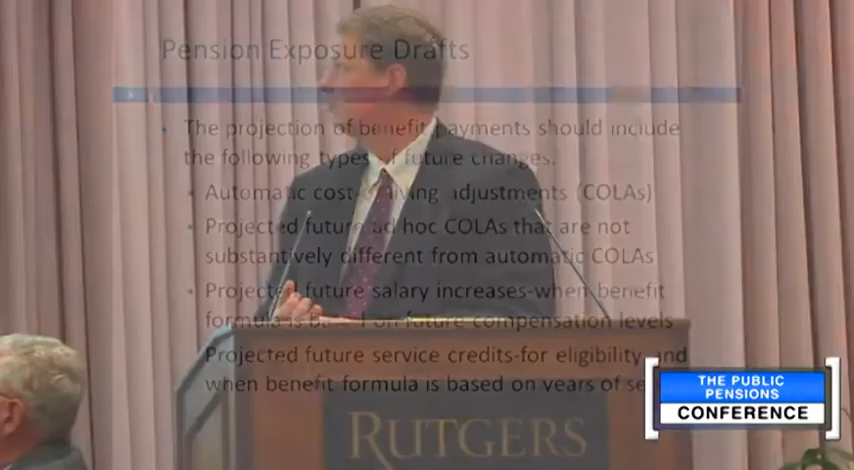 Pension Exposure Drafts
• The projection of benefit payments should include
the following types of future changes.
• Automatic cost-of-living adjustments (COLAs)
• Projected future ad hoc COLAs that are not
substantively different from automatic COLAs
• Projected future salary increases-when benefit
formula is based on future compensation levels
Projected future service credits-for eligibility and
when benefit formula is based on years of se
THE PUBLIC
PENSIONS
CONFERENCE
RUTGERS